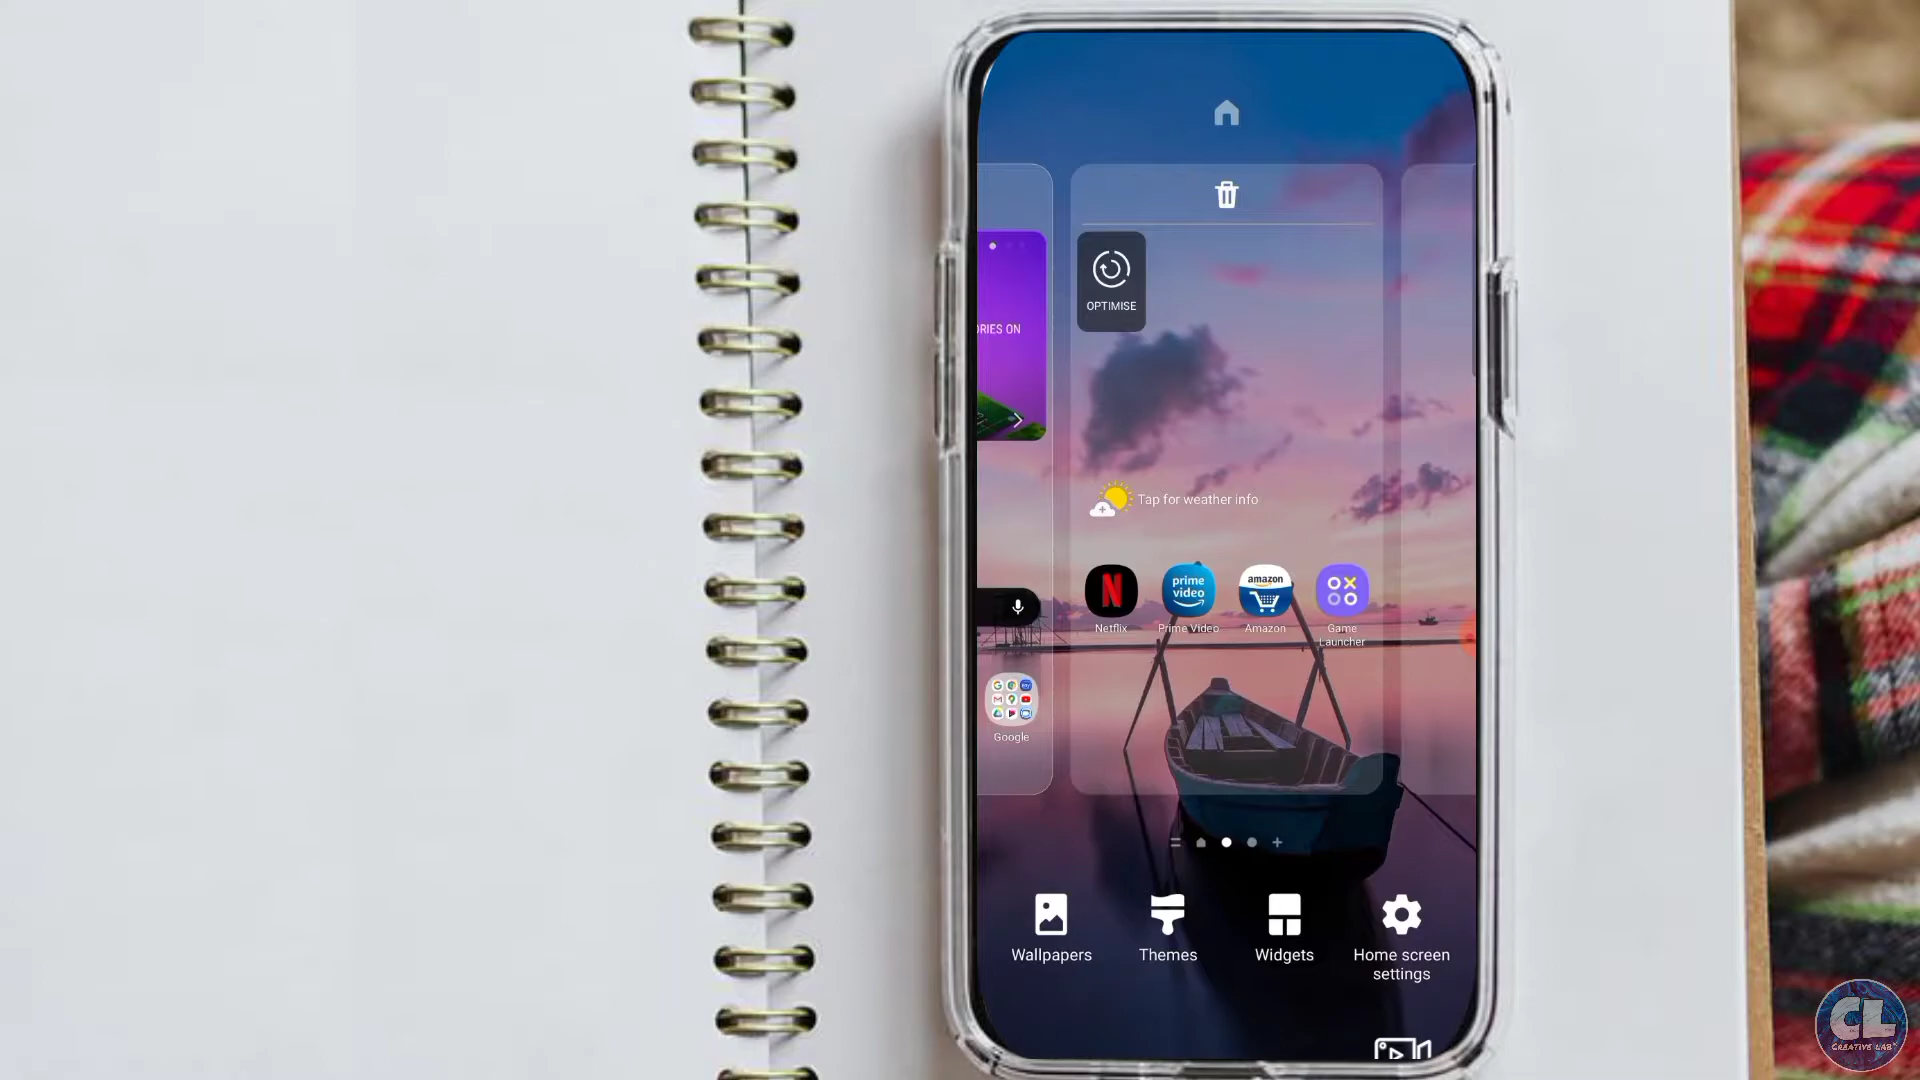 OPTIMISE
ORIES ON
Tap for weather info
Netflix
prime
video
Prime Video
amazon
Amazon
Game
Launcher
Google
Wallpapers
Themes
Widgets
Home screen
settings
CL
CREATIVE LAB